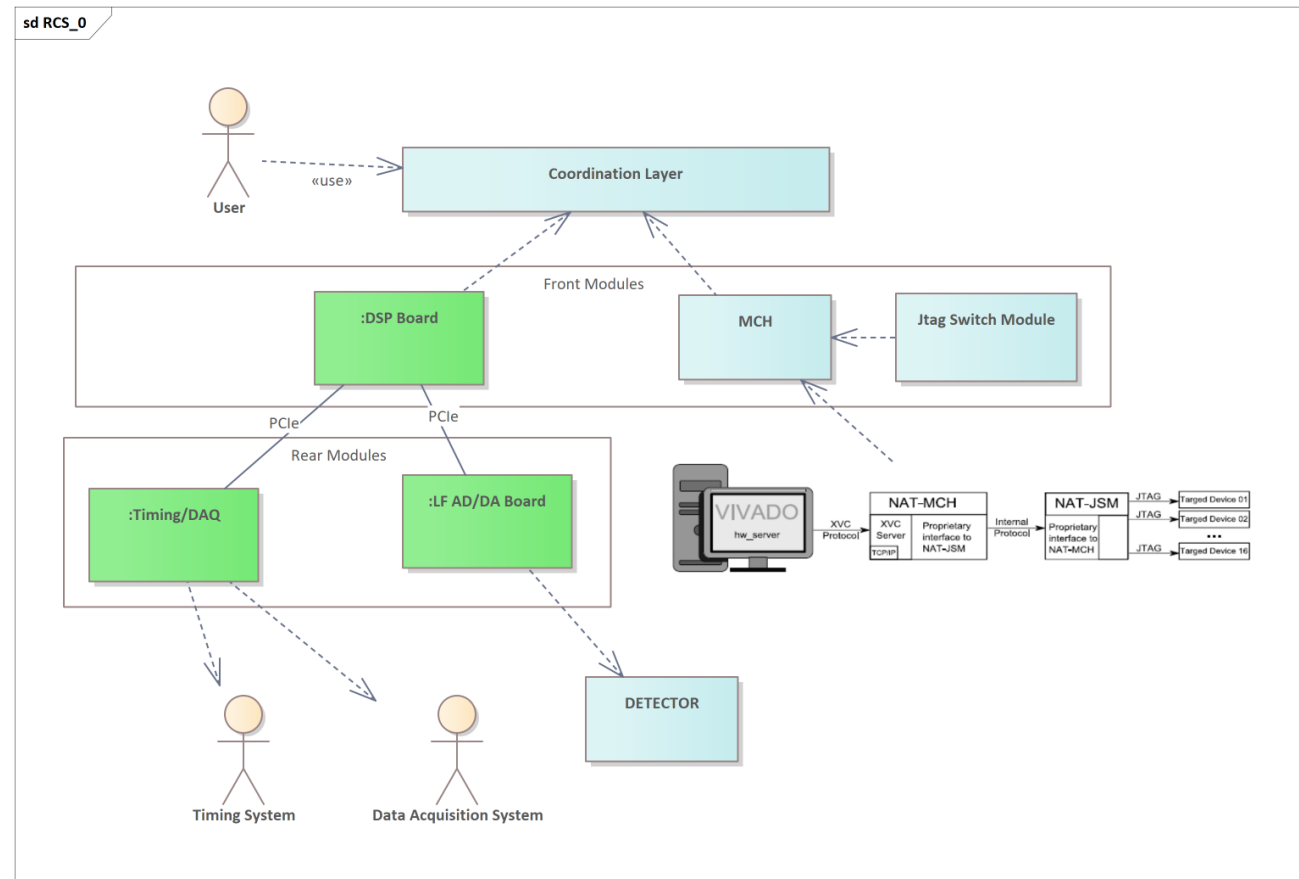 sd RCS_0
User
«use»
Coordination Layer
Front Modules
:DSP Board
MCH
Jtag Switch Module
PCIe
PCIe
Rear Modules
:Timing/DAQ
:LF AD/DA Board
VIVADO
hw_server
XVC
Protocol
NAT-MCH
XVC
Server
TCP/IP
Proprietary
interface to
NAT-JSM
Internal
Protocol
NAT-JSM
Proprietary
interface to
NAT-MCH
JTAG
Targed Device 01
JTAG
Targed Device 02
...
JTAG
Targed Device 16
DETECTOR
Timing System
Data Acquisition System